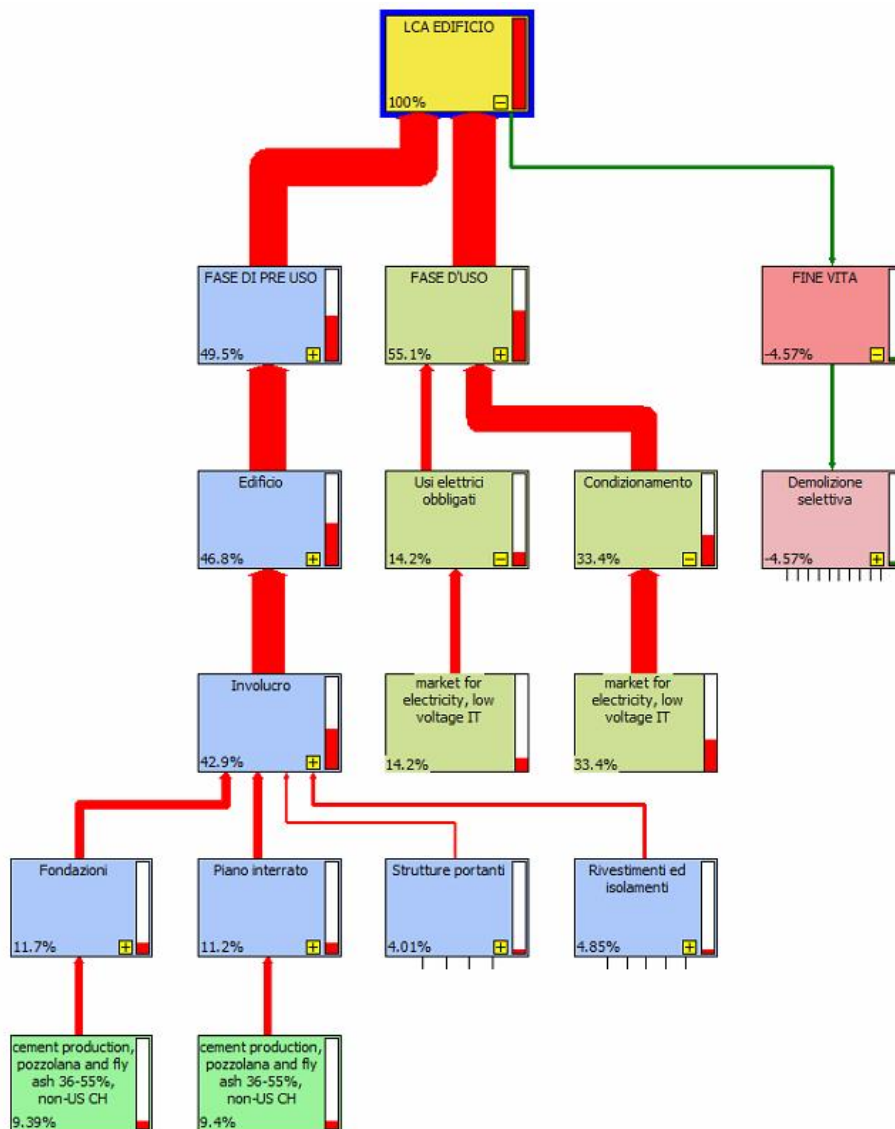 LCA EDIFICIO
100%
FASE DI PRE USO
49.5%
FASE D'USO
55.1%
FINE VITA
-4.57%
Edificio
46.8%
Usi elettrici
obbligati
14.2%
Condizionamento
33.4%
Demolizione
selettiva
-4.57%
Involucro
42.9%
market for
electricity, low
voltage IT
14.2%
market for
electricity, low
voltage IT
33.4%
Fondazioni
11.7%
Piano interrato
11.2%
Strutture portanti
4.01%
Rivestimenti ed
isolamenti
4.85%
cement production,
pozzolana and fly
ash 36-55%,
non-US CH
9.39%
cement production,
pozzolana and fly
ash 36-55%,
non-US CH
9.4%